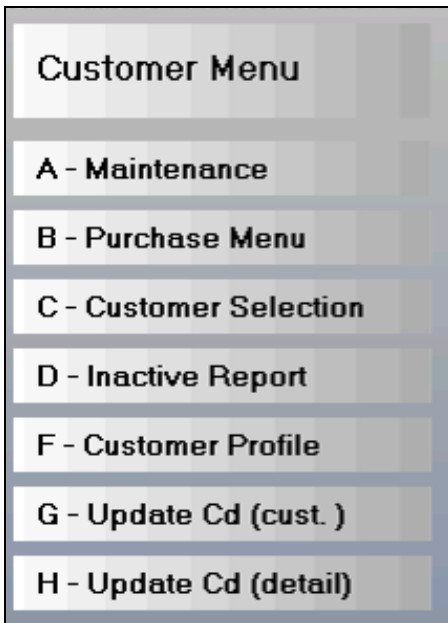 Customer Menu
A - Maintenance
B - Purchase Menu
C - Customer Selection
D - Inactive Report
F - Customer Profile
G - Update Cd (cust. )
H - Update Cd (detail)